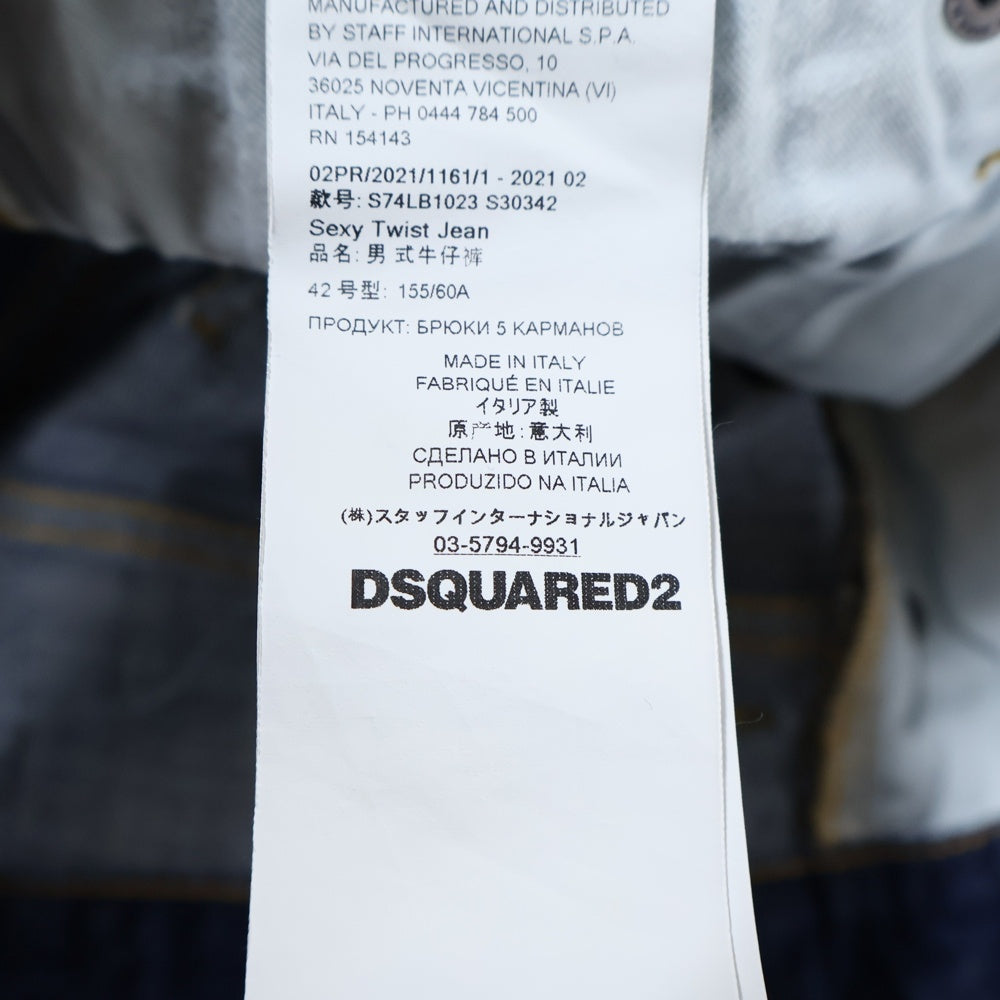 MANUFACTURED AND DISTRIBUTED
BY STAFF INTERNATIONAL S.P.A.
VIA DEL PROGRESSO, 10
36025 NOVENTA VICENTINA (VI)
ITALY - PH 0444 784 500
RN 154143
02PR/2021/1161/1 - 2021 02
款号: S74LB1023 S30342
Sexy Twist Jean
品名: 男 式牛仔裤
42 号型: 155/60A
ПРОДУКТ: БРЮКИ 5 КАРМАНОВ
MADE IN ITALY
FABRIQUÉ EN ITALIE
イタリア製
原产地: 意大利
СДЕЛАНО В ИТАЛИИ
PRODUZIDO NA ITALIA
(株)スタッフインターナショナルジャパン
03-5794-9931
DSQUARED2